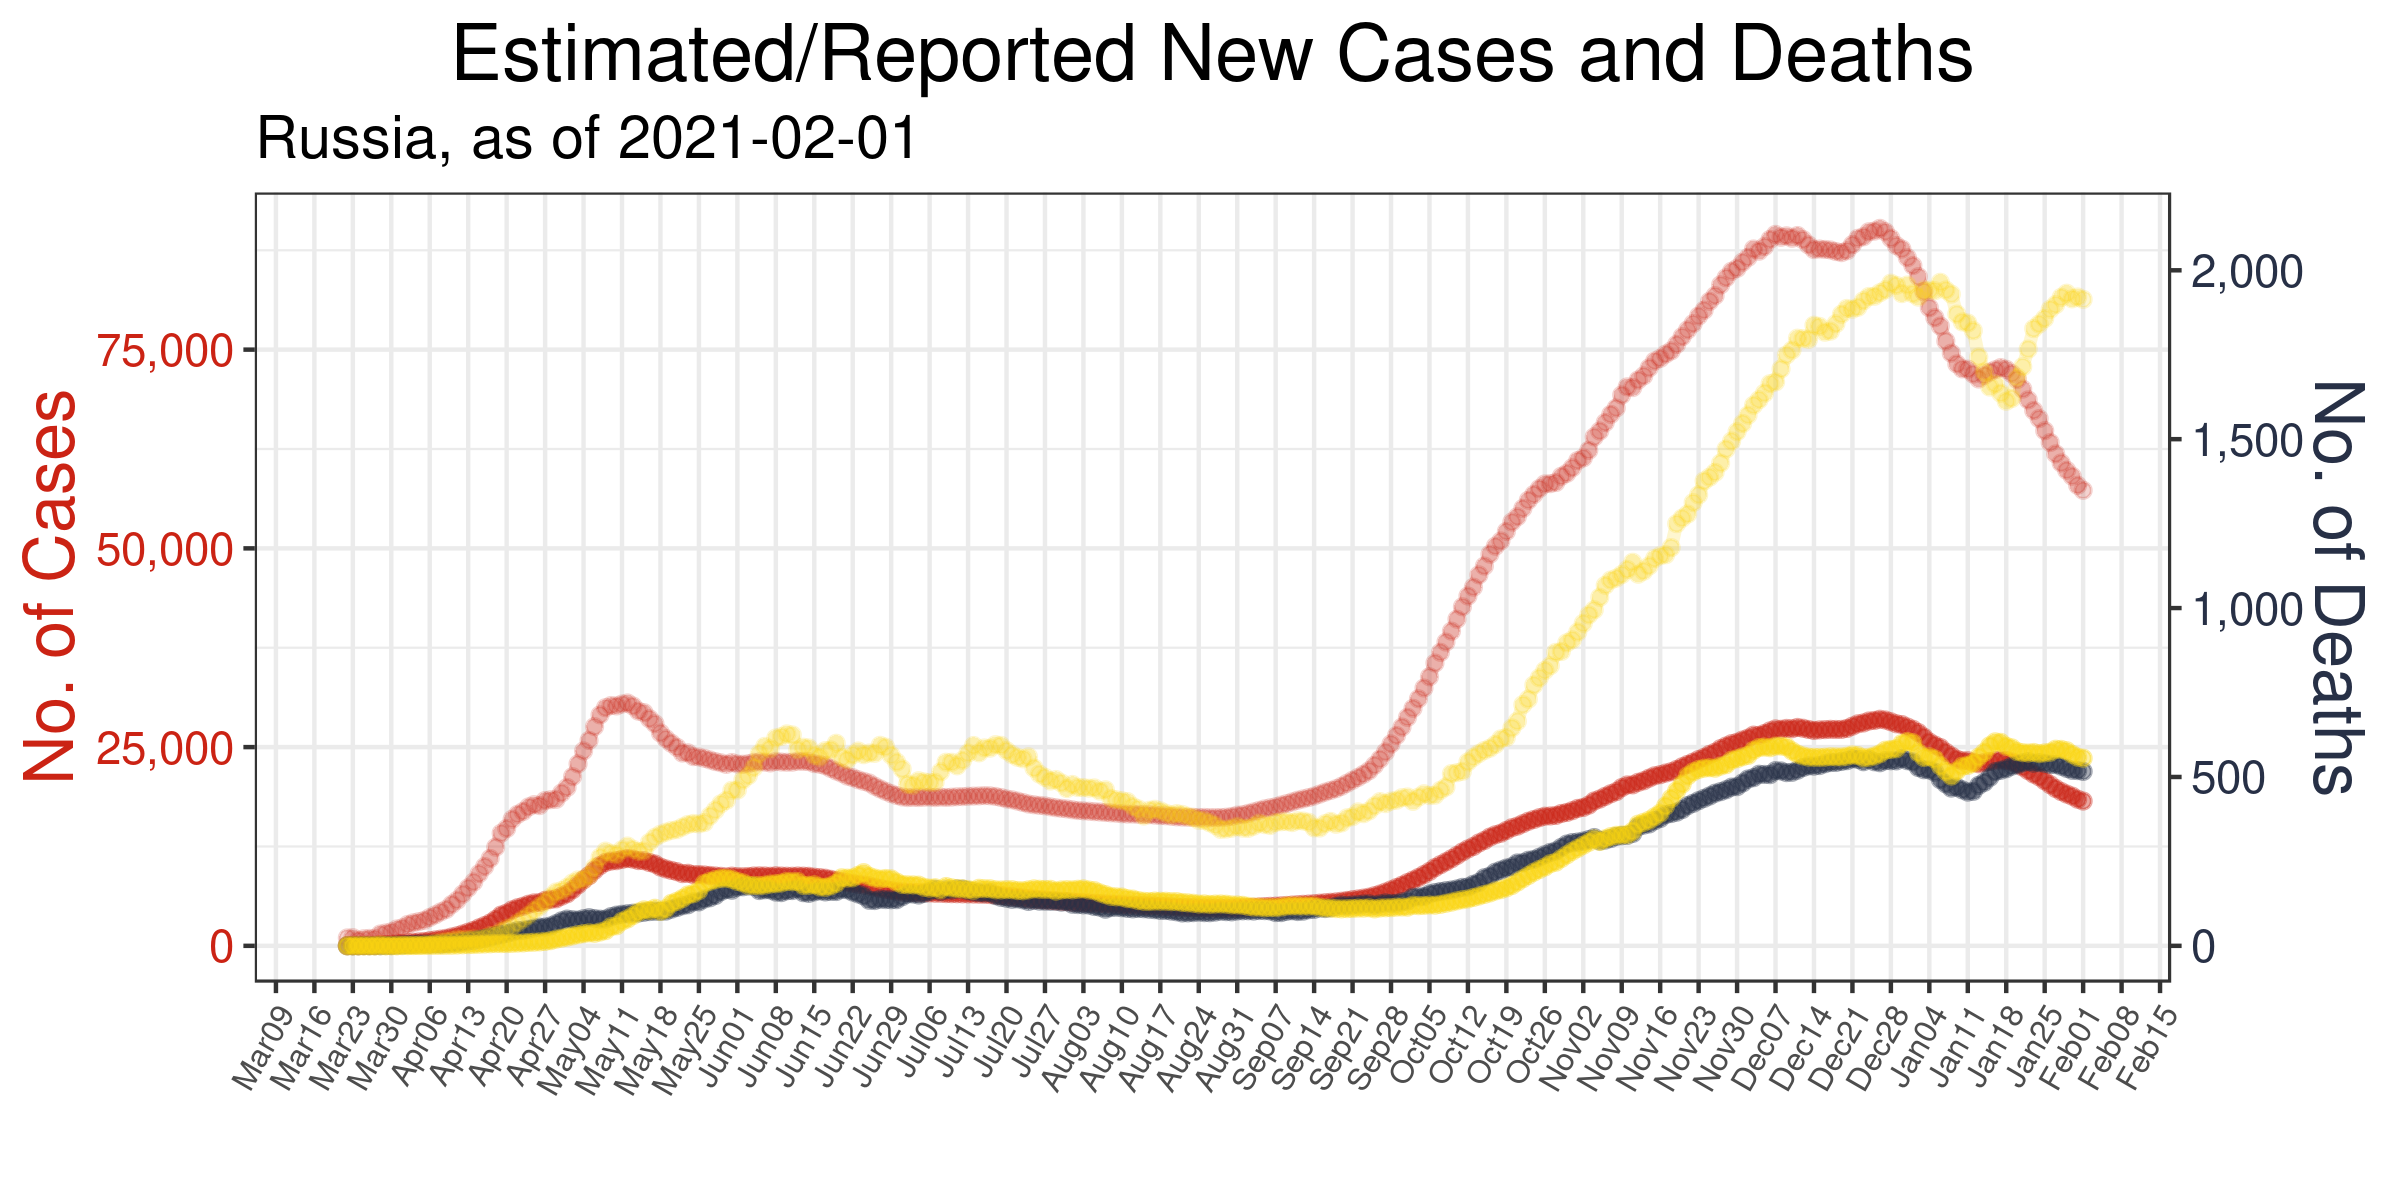 Estimated/Reported New Cases and Deaths
Russia, as of 2021-02-01
No. of Cases
75,000
50,000
25,000
0
2,000
1,500
1,000
500
0
No. of Deaths
Mar09
Mar16
Mar23
Mar30
Apr06
Apr13
Apr20
Apr27
May04
May11
May18
May25
Jun01
Jun08
Jun15
Jun22
Jun29
Jul06
Jul13
Jul20
Jul27
Aug03
Aug10
Aug17
Aug24
Aug31
Sep07
Sep14
Sep21
Sep28
Oct05
Oct12
Oct19
Oct26
Nov02
Nov09
Nov16
Nov23
Nov30
Dec07
Dec14
Dec21
Dec28
Jan04
Jan11
Jan18
Jan25
Feb01
Feb08
Feb15